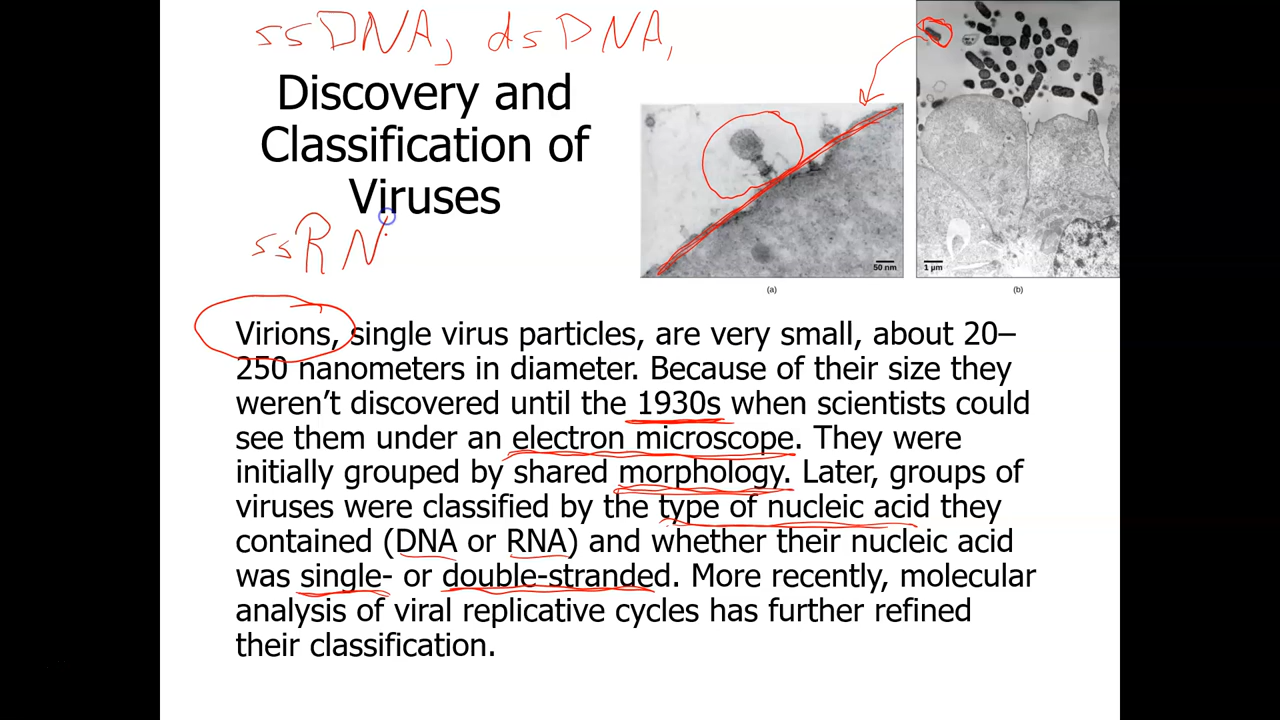 ssDNA, dsDNA,
Discovery and
Classification of
Viruses
ssRN
50 nm
1 µm
(a)
(b)
Virions, single virus particles, are very small, about 20–
250 nanometers in diameter. Because of their size they
weren’t discovered until the 1930s when scientists could
see them under an electron microscope. They were
initially grouped by shared morphology. Later, groups of
viruses were classified by the type of nucleic acid they
contained (DNA or RNA) and whether their nucleic acid
was single- or double-stranded. More recently, molecular
analysis of viral replicative cycles has further refined
their classification.